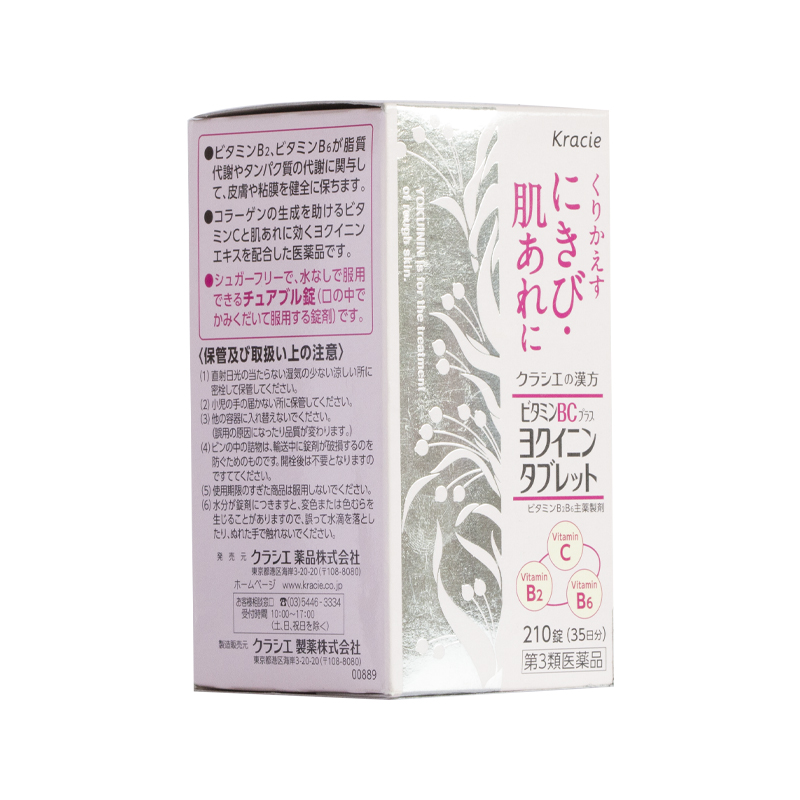 ●ビタミンB2、ビタミンB6が脂質
代謝やタンパク質の代謝に関与し
て、皮膚や粘膜を健全に保ちます。
●コラーゲンの生成を助けるビタ
ミンCと肌あれに効くヨクイニン
エキスを配合した医薬品です。
●シュガーフリーで、水なしで服用
できるチュアブル錠(口の中で
かみくだいて服用する錠剤)です。
〈保管及び取扱い上の注意〉
(1)直射日光の当たらない湿気の少ない涼しい所に
密栓して保管してください。
(2)小児の手の届かない所に保管してください。
(3)他の容器に入れ替えないでください。
(誤用の原因になったり品質が変わります。)
(4)ビンの中の詰物は、輸送中に錠剤が破損するのを
防ぐためのものです。開栓後は不要となりますの
ですててください。
(5)使用期限のすぎた商品は服用しないでください。
(6)水分が錠剤につきますと、変色または色むらを
生じることがありますので、誤って水滴を落とし
たり、ぬれた手で触れないでください。
発売元 クラシエ薬品株式会社
東京都港区海岸3-20-20(〒108-8080)
ホームページ www.kracie.co.jp
お客様相談窓口 ☎(03)5446-3334
受付時間 10:00〜17:00
(土、日、祝日を除く)
製造販売元 クラシエ製薬株式会社
東京都港区海岸3-20-20(〒108-8080)
00889
YOKUININ is for the treatment
of rough skin.
Kracie
くりかえす
にきび・
肌あれに
クラシエの漢方
ビタミンBCプラス
ヨクイニン
タブレット
ビタミンB2B6主薬製剤
Vitamin
C
Vitamin
B2
Vitamin
B6
210錠(35日分)
第3類医薬品